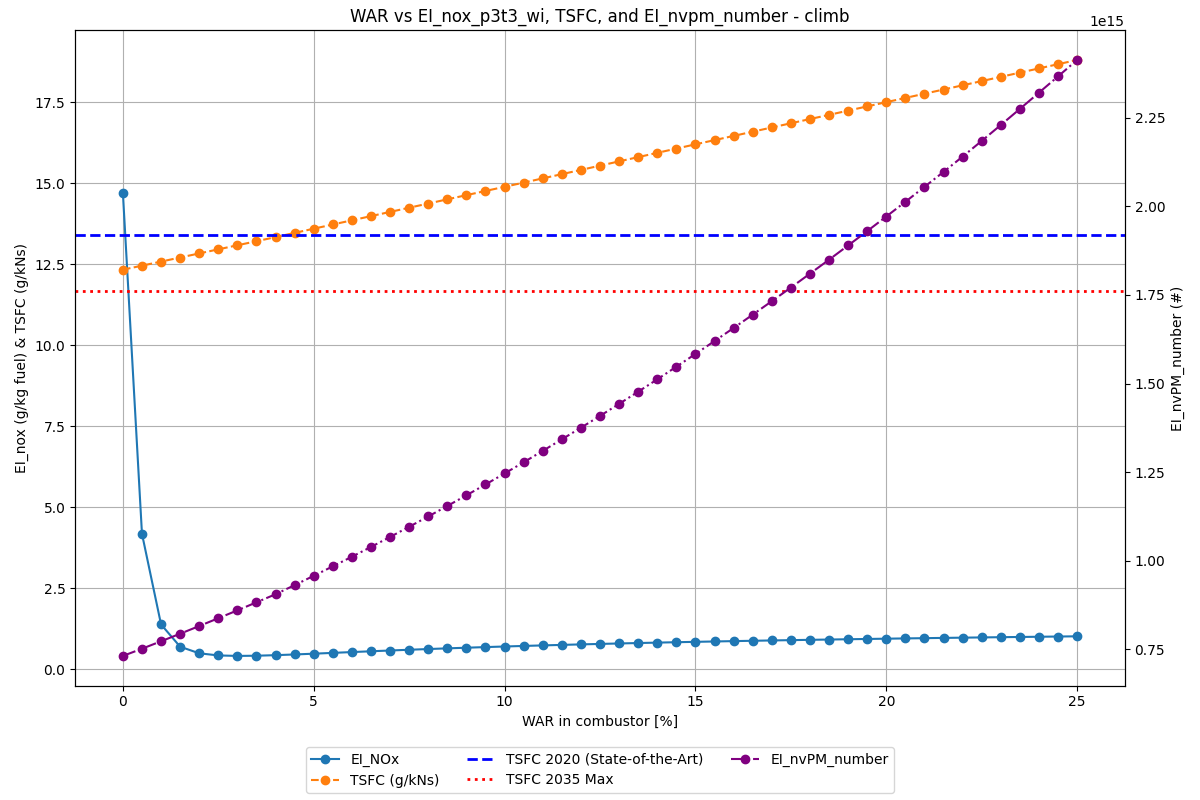 WAR vs EI_nox_p3t3_wi, TSFC, and EI_nvpm_number - climb
1e15
17.5
15.0
12.5
10.0
7.5
5.0
2.5
0.0
EI_nox (g/kg fuel) & TSFC (g/kNs)
2.25
2.00
1.75
1.50
1.25
1.00
0.75
EI_nvPM_number (#)
0 5 10 15 20 25
WAR in combustor [%]
EI_NOx
TSFC (g/kNs)
TSFC 2020 (State-of-the-Art)
TSFC 2035 Max
EI_nvPM_number